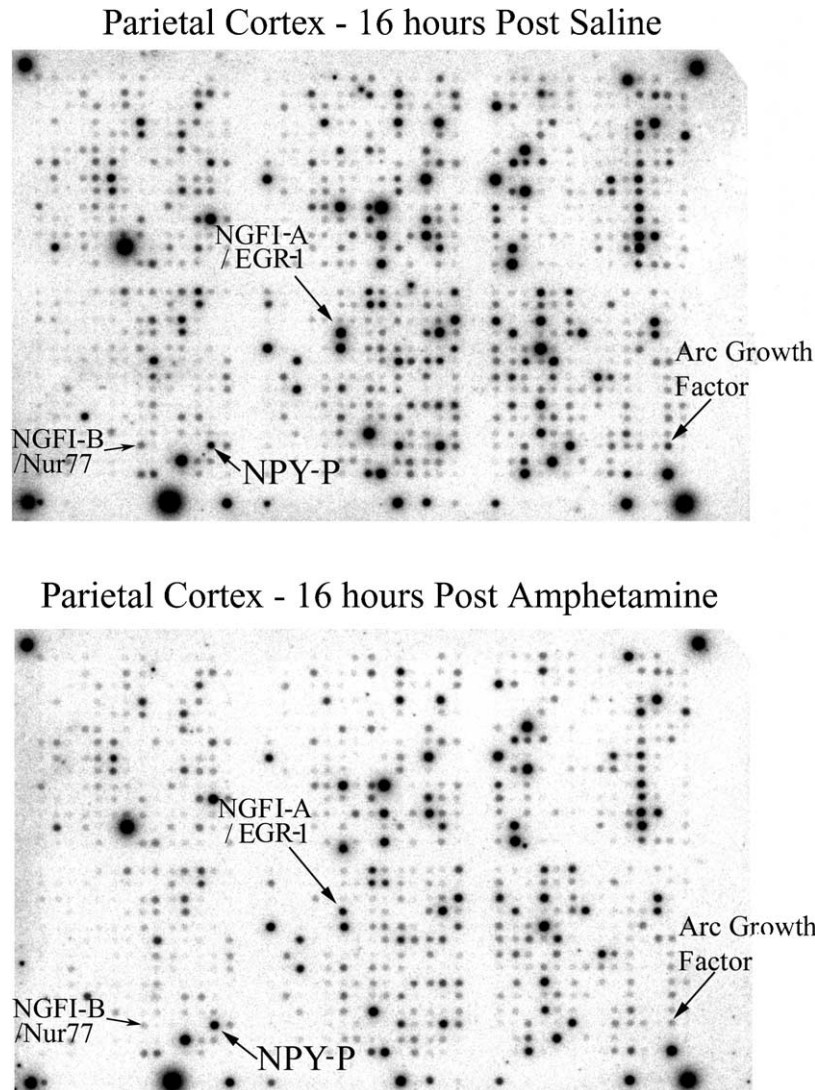 Parietal Cortex - 16 hours Post Saline
NGFI-A
/ EGR-1
Arc Growth
Factor
NGFI-B
/Nur77
NPY-P
Parietal Cortex - 16 hours Post Amphetamine
NGFI-A
/ EGR-1
Arc Growth
Factor
NGFI-B
/Nur77
NPY-P